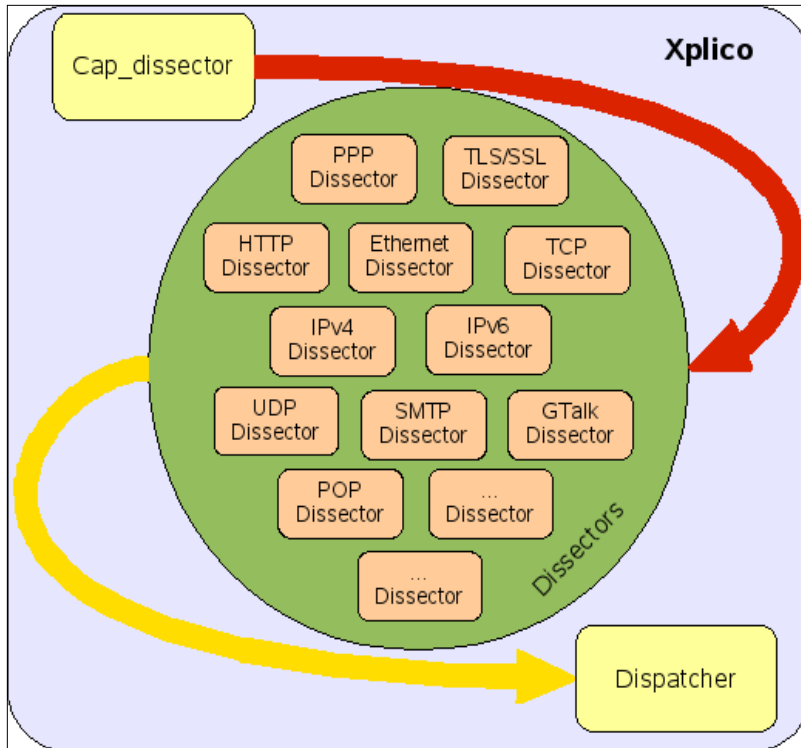 Cap_dissector
Xplico
PPP
Dissector
TLS/SSL
Dissector
HTTP
Dissector
Ethernet
Dissector
TCP
Dissector
IPv4
Dissector
IPv6
Dissector
UDP
Dissector
SMTP
Dissector
GTalk
Dissector
POP
Dissector
...
Dissector
...
Dissector
Dissectors
Dispatcher